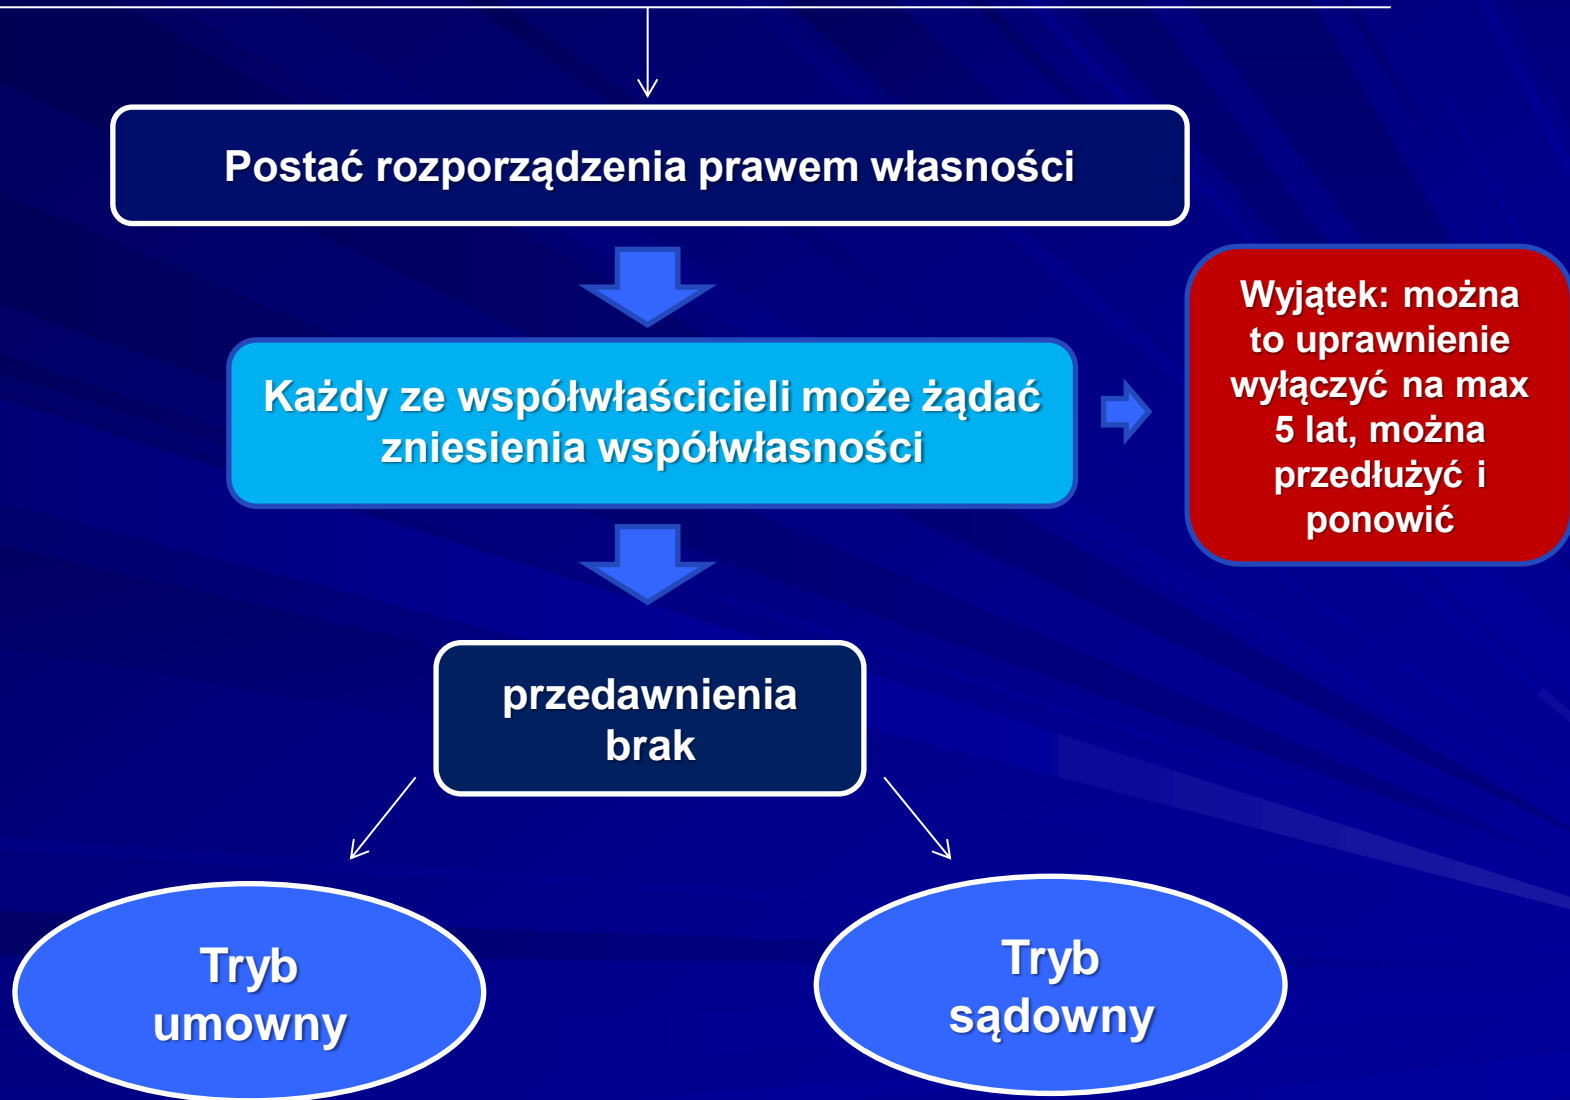 Postać rozporządzenia prawem własności
Każdy ze współwłaścicieli może żądać
zniesienia współwłasności
Wyjątek: można
to uprawnienie
wyłączyć na max
5 lat, można
przedłużyć i
ponowić
przedawnienia
brak
Tryb
umowny
Tryb
sądowny